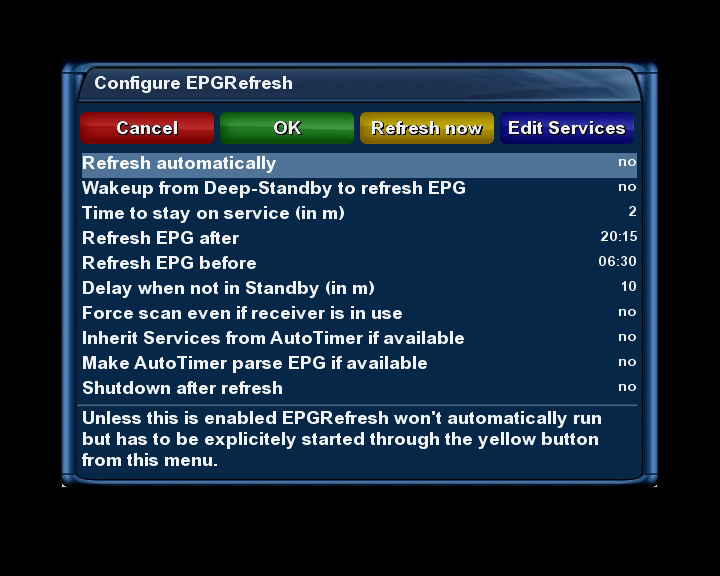 Configure EPGRefresh
Cancel OK Refresh now Edit Services
Refresh automatically no
Wakeup from Deep-Standby to refresh EPG no
Time to stay on service (in m) 2
Refresh EPG after 20:15
Refresh EPG before 06:30
Delay when not in Standby (in m) 10
Force scan even if receiver is in use no
Inherit Services from AutoTimer if available no
Make AutoTimer parse EPG if available no
Shutdown after refresh no
Unless this is enabled EPGRefresh won't automatically run
but has to be explicitely started through the yellow button
from this menu.